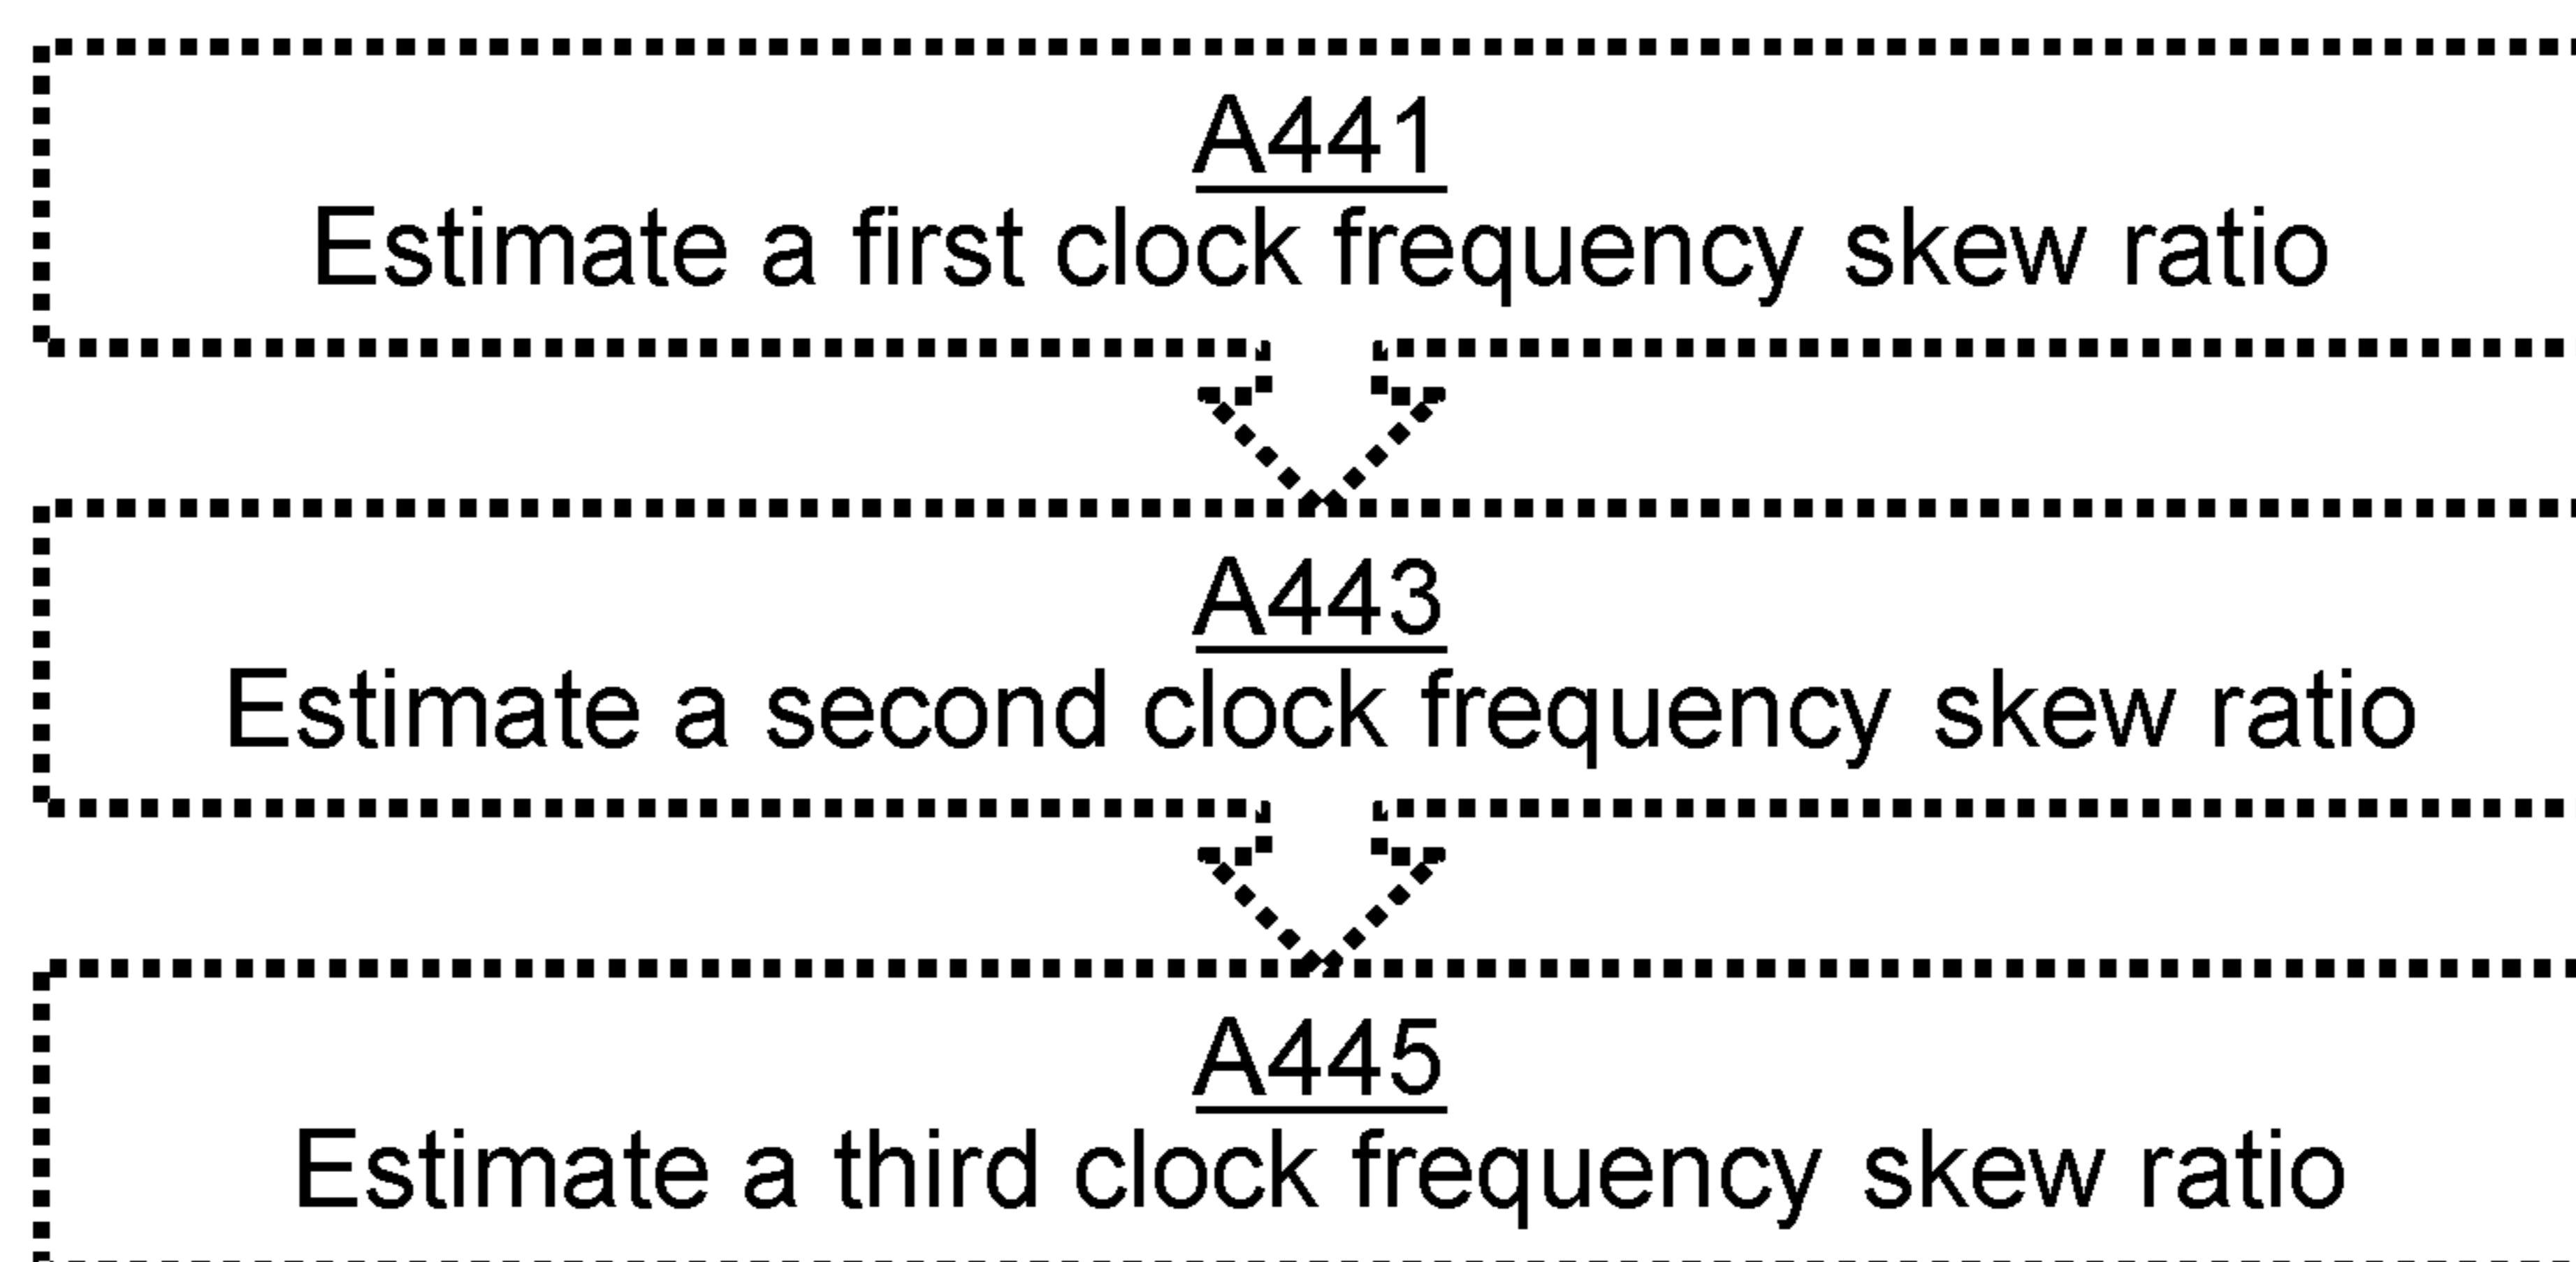 A441
Estimate a first clock frequency skew ratio
A443
Estimate a second clock frequency skew ratio
A445
Estimate a third clock frequency skew ratio